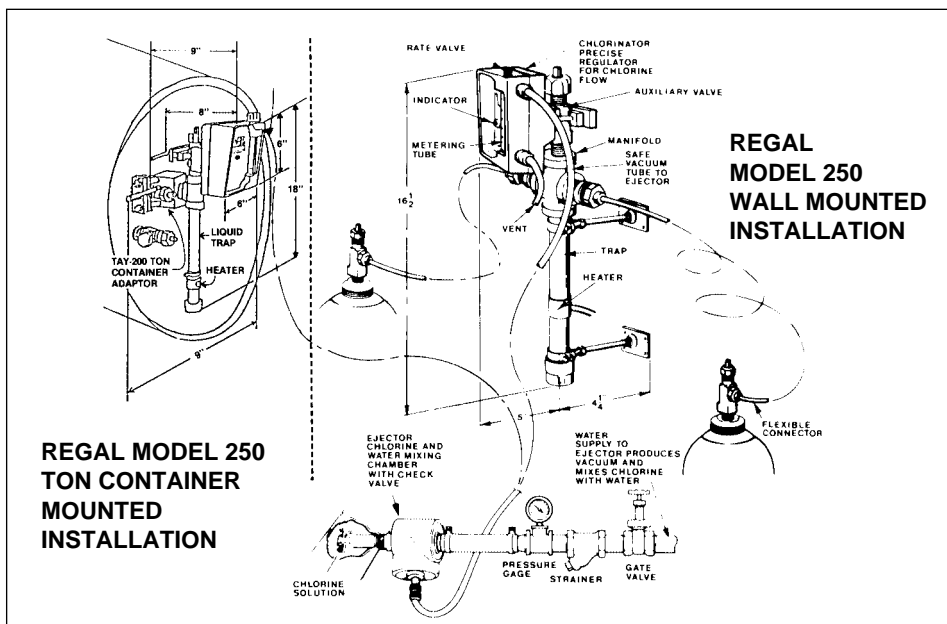 9"
8"
6"
18"
6"
LIQUID
TRAP
TAY-200 TON
CONTAINER
ADAPTOR
HEATER
9"
REGAL MODEL 250
TON CONTAINER
MOUNTED
INSTALLATION
RATE VALVE
CHLORINATOR
PRECISE
REGULATOR
FOR CHLORINE
FLOW
AUXILIARY VALVE
INDICATOR
METERING
TUBE
MANIFOLD
SAFE
VACUUM
TUBE TO
EJECTOR
16 1/2
VENT
TRAP
HEATER
5
4 1/4
REGAL
MODEL 250
WALL MOUNTED
INSTALLATION
FLEXIBLE
CONNECTOR
EJECTOR
CHLORINE AND
WATER MIXING
CHAMBER
WITH CHECK
VALVE
WATER
SUPPLY TO
EJECTOR PRODUCES
VACUUM AND
MIXES CHLORINE
WITH WATER
CHLORINE
SOLUTION
PRESSURE
GAGE
STRAINER
GATE
VALVE